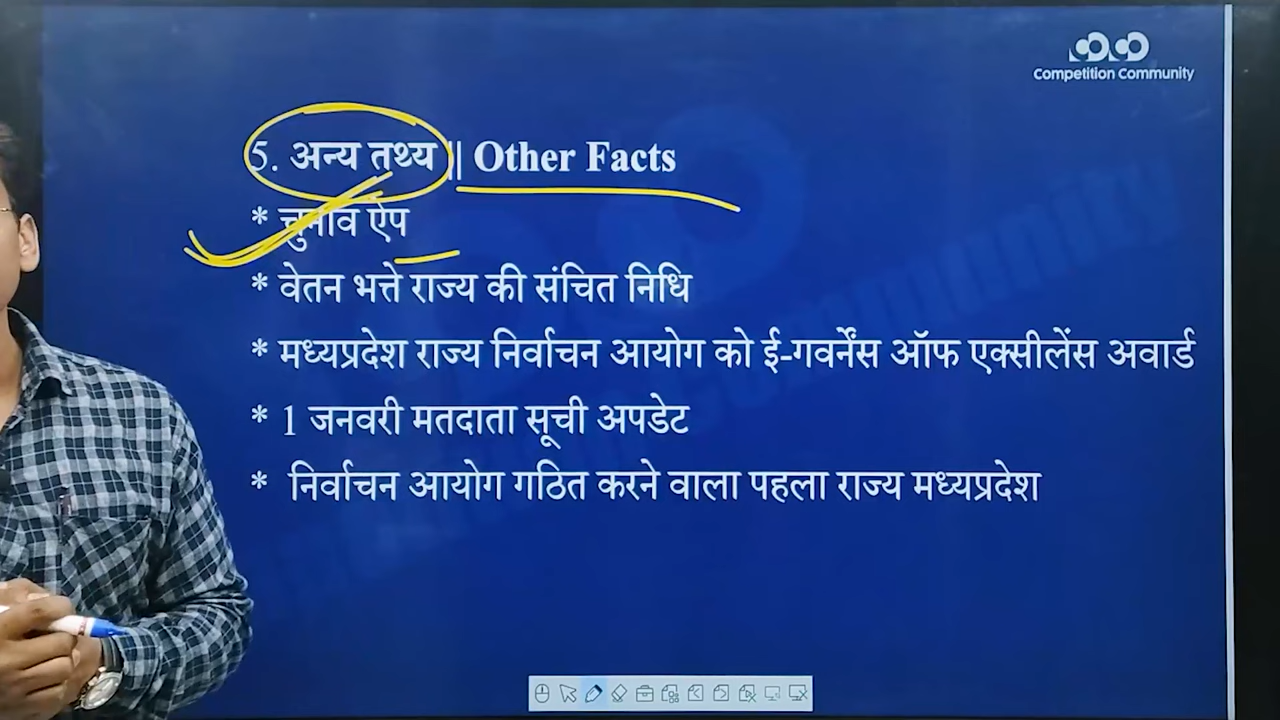 Competition Community
5. अन्य तथ्य || Other Facts
* चुनाव ऐप
* वेतन भत्ते राज्य की संचित निधि
* मध्यप्रदेश राज्य निर्वाचन आयोग को ई-गवर्नेंस ऑफ एक्सीलेंस अवार्ड
* 1 जनवरी मतदाता सूची अपडेट
* निर्वाचन आयोग गठित करने वाला पहला राज्य मध्यप्रदेश